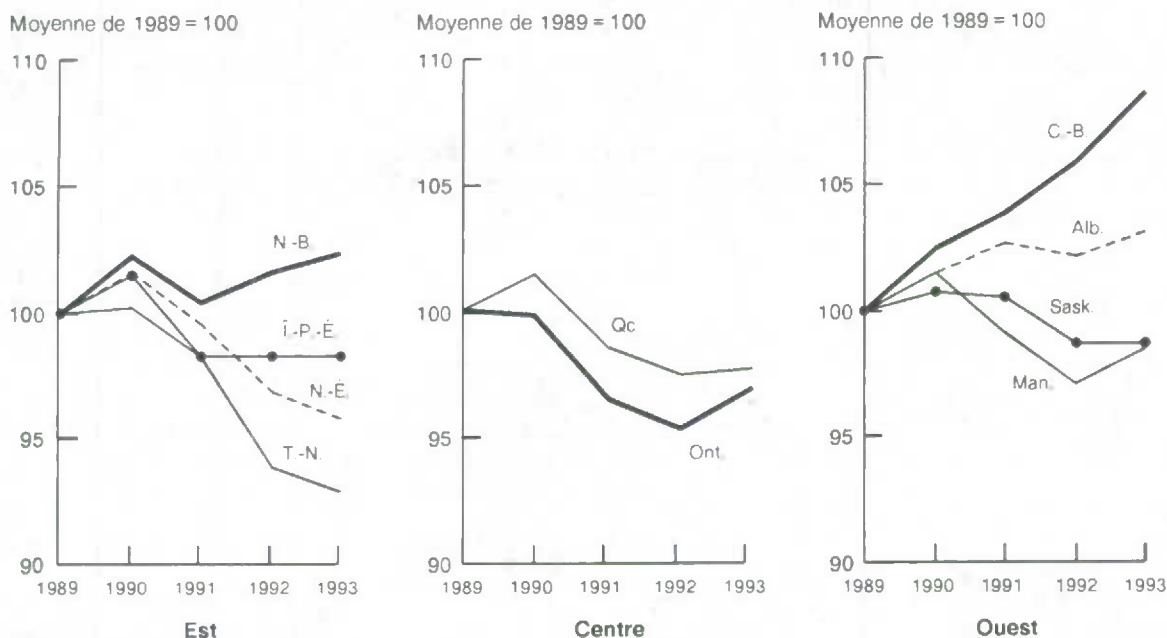 Moyenne de 1989 = 100
110
105
100
95
90
N.-B.
Î.-P.-É.
N.-É.
T.-N.
1989 1990 1991 1992 1993
Est
Moyenne de 1989 = 100
110
105
100
95
90
Qc
Ont.
1989 1990 1991 1992 1993
Centre
Moyenne de 1989 = 100
110
105
100
95
90
C.-B.
Alb.
Sask.
Man.
1989 1990 1991 1992 1993
Ouest